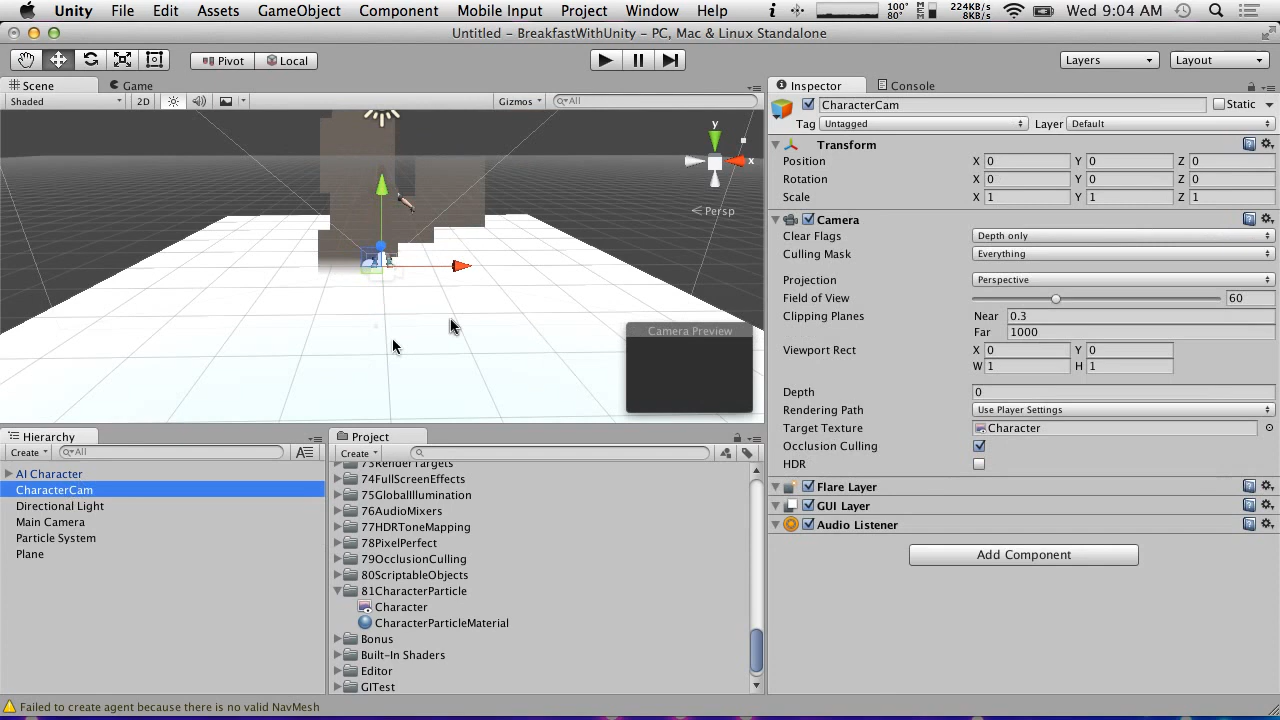 Unity File Edit Assets GameObject Component Mobile Input Project Window Help 100° 80° 224KB/s 8KB/s Wed 9:04 AM
Untitled - BreakfastWithUnity - PC, Mac & Linux Standalone
Pivot Local Layers Layout
Scene Game
Shaded 2D Gizmos All
y
x
Persp
Camera Preview
Inspector Console
CharacterCam Static
Tag Untagged Layer Default
Transform
Position X 0 Y 0 Z 0
Rotation X 0 Y 0 Z 0
Scale X 1 Y 1 Z 1
Camera
Clear Flags Depth only
Culling Mask Everything
Projection Perspective
Field of View 60
Clipping Planes Near 0.3
Far 1000
Viewport Rect X 0 Y 0
W 1 H 1
Depth 0
Rendering Path Use Player Settings
Target Texture Character
Occlusion Culling
HDR
Flare Layer
GUI Layer
Audio Listener
Add Component
Hierarchy
Create All
AI Character
CharacterCam
Directional Light
Main Camera
Particle System
Plane
Project
Create
73RenderTargets
74FullScreenEffects
75GlobalIllumination
76AudioMixers
77HDRToneMapping
78PixelPerfect
79OcclusionCulling
80ScriptableObjects
81CharacterParticle
Character
CharacterParticleMaterial
Bonus
Built-In Shaders
Editor
GITest
Failed to create agent because there is no valid NavMesh